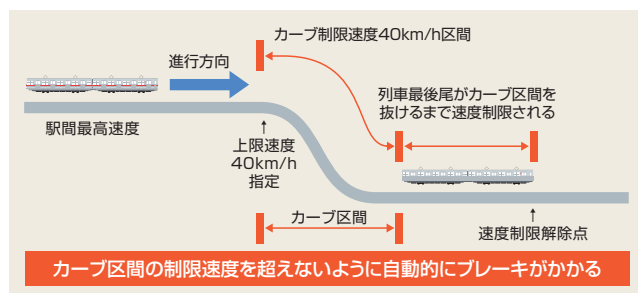 カーブ制限速度40km/h区間
進行方向
列車最後尾がカーブ区間を
抜けるまで速度制限される
駅間最高速度
↑
上限速度
40km/h
指定
カーブ区間
↑
速度制限解除点
カーブ区間の制限速度を超えないように自動的にブレーキがかかる